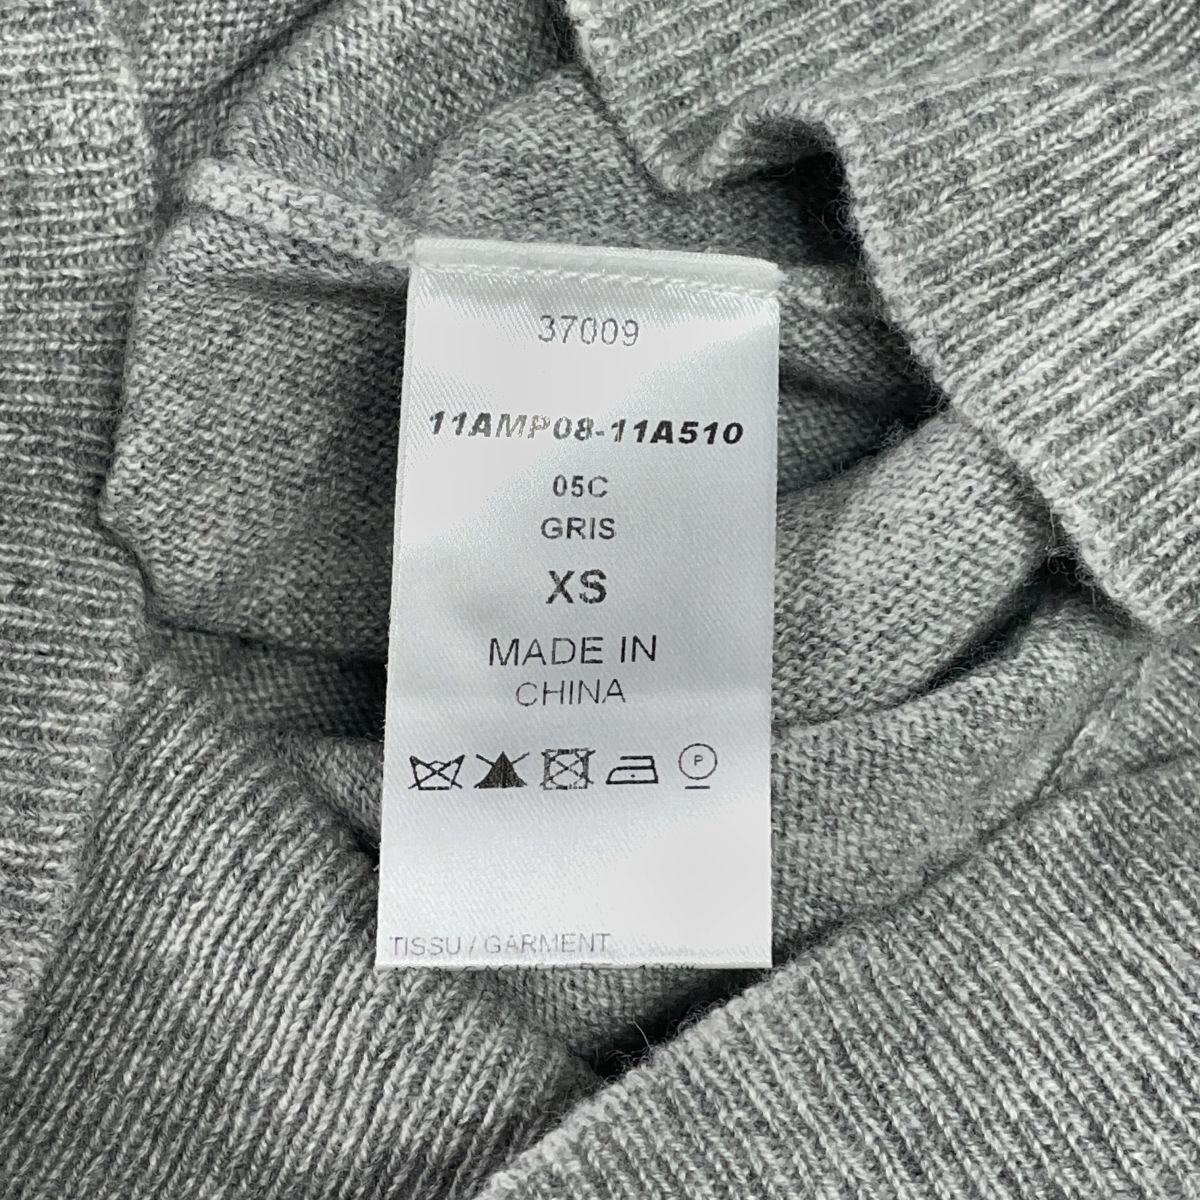 37009
11AMP08-11A510
05C
GRIS
XS
MADE IN
CHINA
P
TISSU / GARMENT